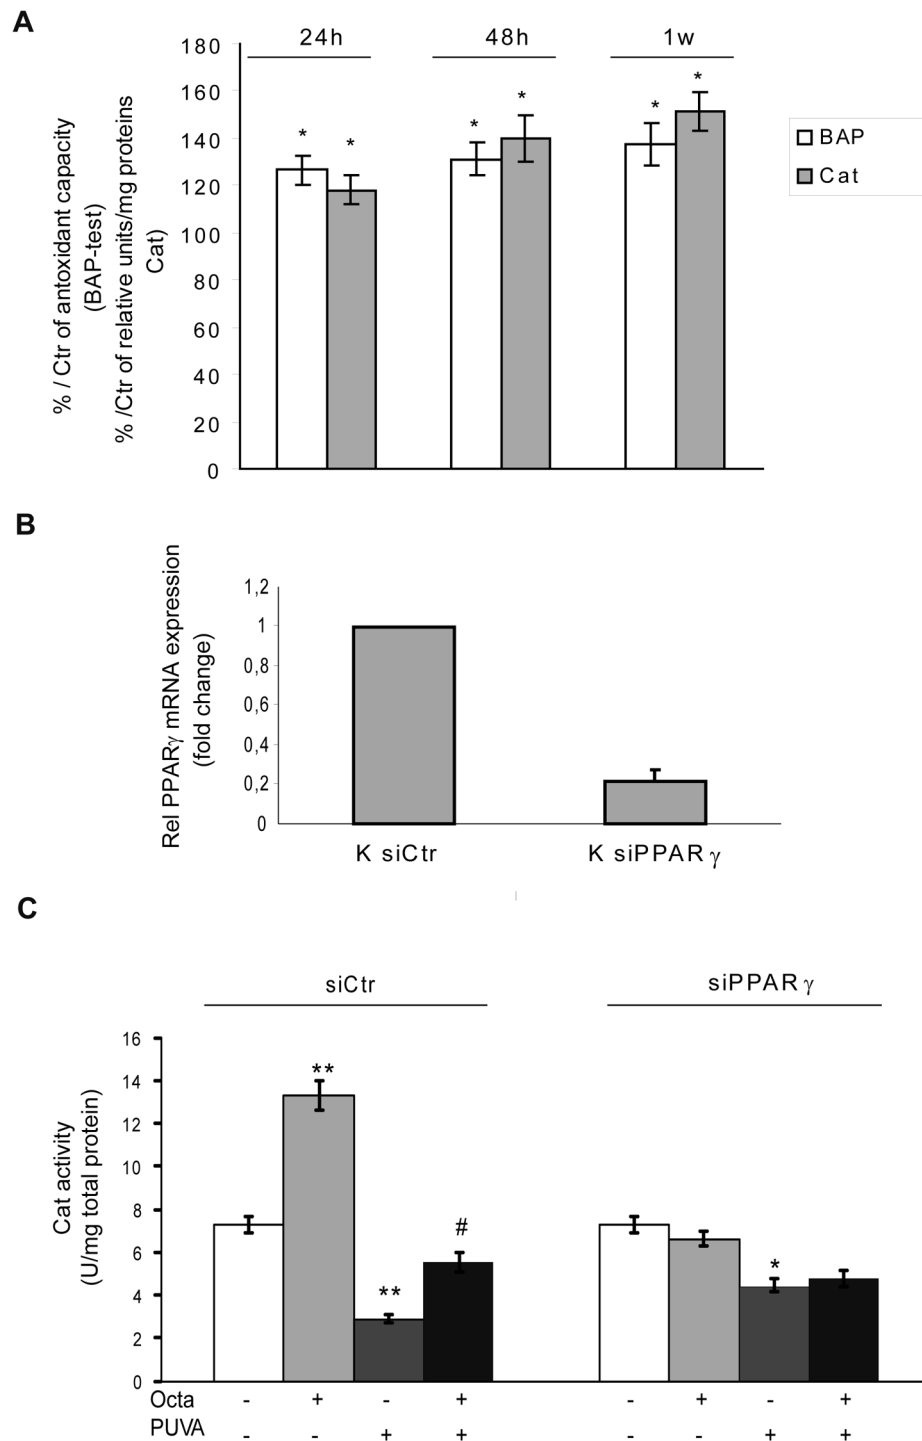 A
24h 48h 1w
180
160
140
120
100
80
60
40
20
0
% / Ctr of antoxidant capacity
(BAP-test)
% /Ctr of relative units/mg proteins
Cat)
* * * * * *
BAP
Cat
B
Rel PPARγ mRNA expression
(fold change)
1,2
1
0,8
0,6
0,4
0,2
0
K siCtr K siPPAR γ
C
siCtr siPPAR γ
Cat activity
(U/mg total protein)
16
14
12
10
8
6
4
2
0
** ** # *
Octa - + - + - + - +
PUVA - - + + - - + +